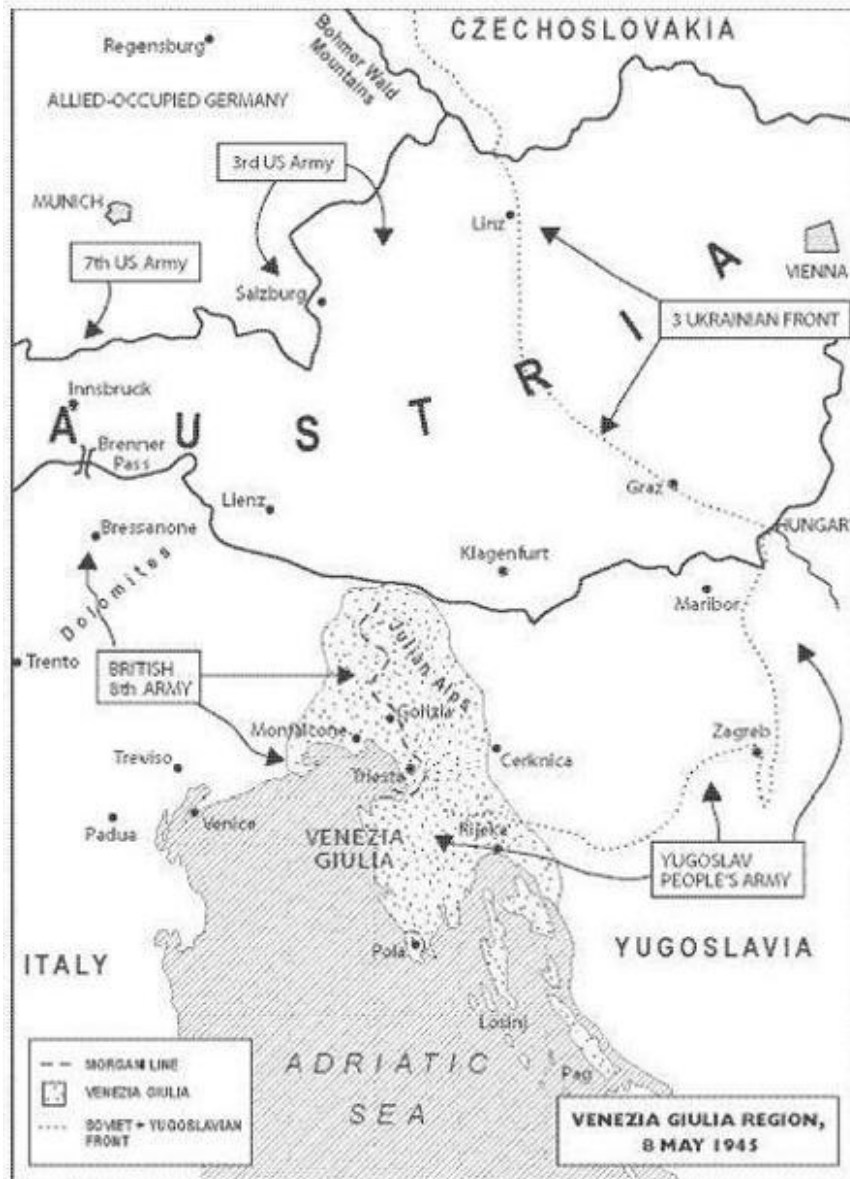 CZECHOSLOVAKIA
Regensburg
Bohmer Wald
Mountains
ALLIED-OCCUPIED GERMANY
3rd US Army
MUNICH
Linz
VIENNA
7th US Army
Salzburg
3 UKRAINIAN FRONT
Innsbruck
AUSTRIA
Brenner
Pass
Lienz
Graz
HUNGARY
Bressanone
Klagenfurt
Maribor
Dolomites
Trento
BRITISH
8th ARMY
Julian Alps
Gorizia
Monfalcone
Zagreb
Treviso
Trieste
Cerknica
Padua
Venice
VENEZIA
GIULIA
Rijeka
YUGOSLAV
PEOPLE'S ARMY
Pola
ITALY
YUGOSLAVIA
Losinj
ADRIATIC
SEA
Pag
MORGAN LINE
VENEZIA GIULIA
SOVIET + YUGOSLAVIAN
FRONT
VENEZIA GIULIA REGION,
8 MAY 1945